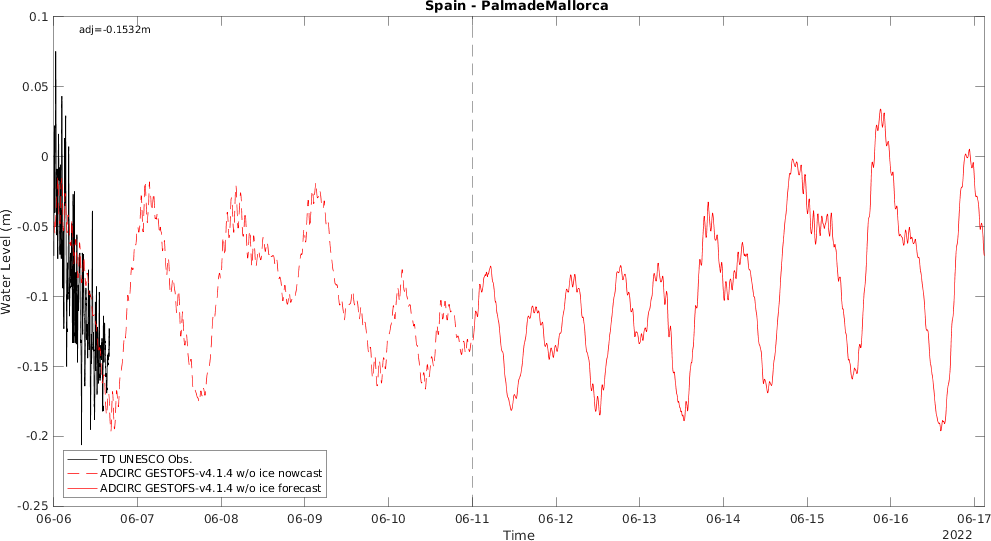 Spain - PalmadeMallorca
adj=-0.1532m
0.1
0.05
0
-0.05
-0.1
-0.15
-0.2
-0.25
Water Level (m)
TD UNESCO Obs.
ADCIRC GESTOFS-v4.1.4 w/o ice nowcast
ADCIRC GESTOFS-v4.1.4 w/o ice forecast
06-06 06-07 06-08 06-09 06-10 06-11 06-12 06-13 06-14 06-15 06-16 06-17
Time
2022